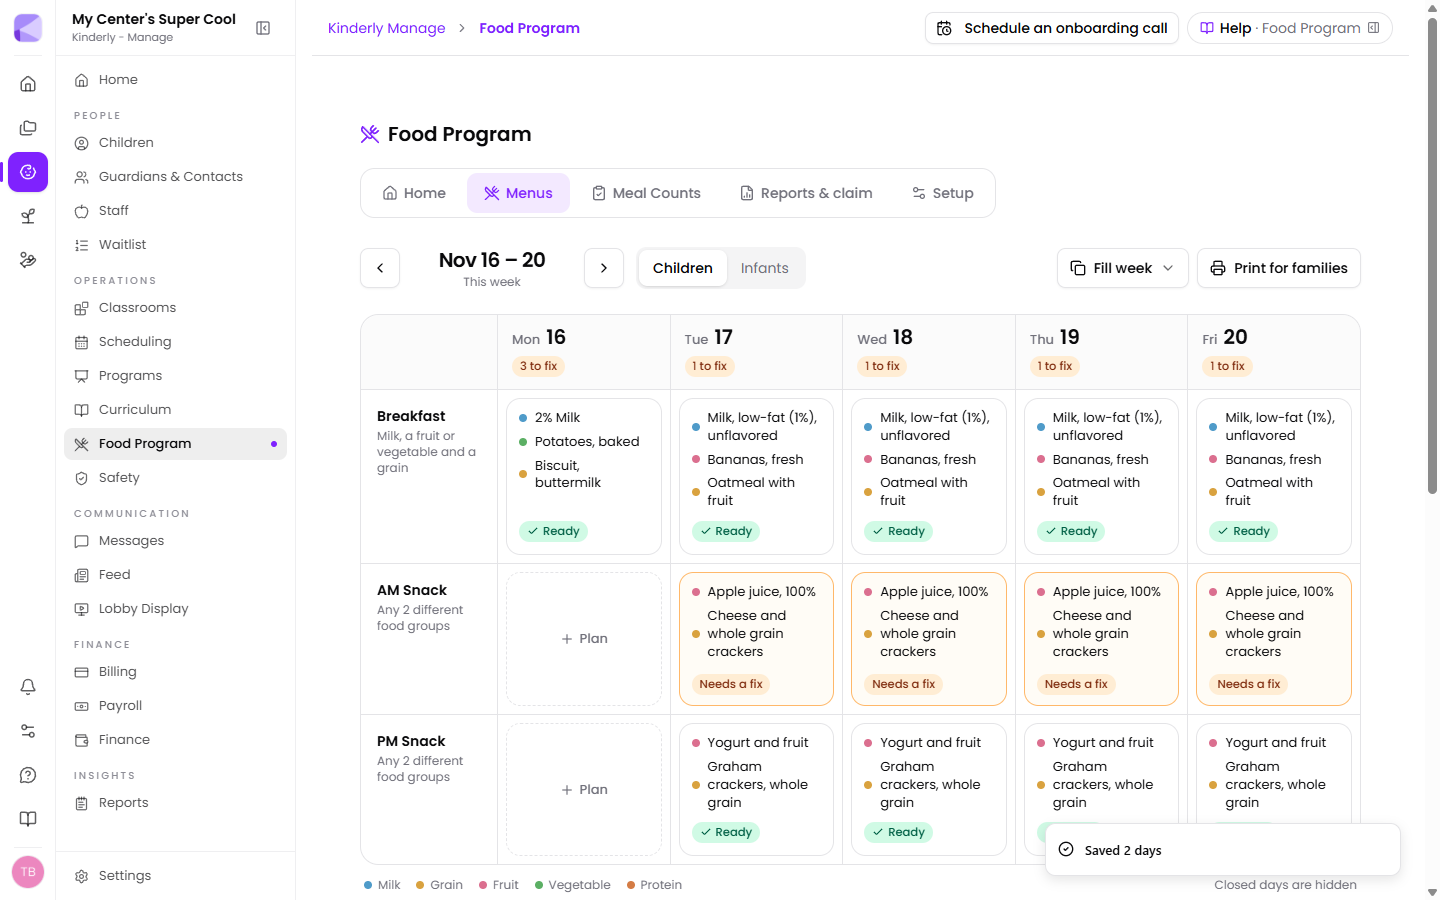 My Center's Super Cool
Kinderly - Manage
Kinderly Manage > Food Program
Schedule an onboarding call
Help · Food Program
Home
PEOPLE
Children
Guardians & Contacts
Staff
Waitlist
OPERATIONS
Classrooms
Scheduling
Programs
Curriculum
Food Program
Safety
COMMUNICATION
Messages
Feed
Lobby Display
FINANCE
Billing
Payroll
Finance
INSIGHTS
Reports
Settings
TB
Food Program
Home
Menus
Meal Counts
Reports & claim
Setup
Nov 16 – 20
This week
Children
Infants
Fill week
Print for families
Mon 16
3 to fix
Tue 17
1 to fix
Wed 18
1 to fix
Thu 19
1 to fix
Fri 20
1 to fix
Breakfast
Milk, a fruit or
vegetable and a
grain
2% Milk
Potatoes, baked
Biscuit,
buttermilk
Ready
Milk, low-fat (1%),
unflavored
Bananas, fresh
Oatmeal with
fruit
Ready
Milk, low-fat (1%),
unflavored
Bananas, fresh
Oatmeal with
fruit
Ready
Milk, low-fat (1%),
unflavored
Bananas, fresh
Oatmeal with
fruit
Ready
Milk, low-fat (1%),
unflavored
Bananas, fresh
Oatmeal with
fruit
Ready
AM Snack
Any 2 different
food groups
+ Plan
Apple juice, 100%
Cheese and
whole grain
crackers
Needs a fix
Apple juice, 100%
Cheese and
whole grain
crackers
Needs a fix
Apple juice, 100%
Cheese and
whole grain
crackers
Needs a fix
Apple juice, 100%
Cheese and
whole grain
crackers
Needs a fix
PM Snack
Any 2 different
food groups
+ Plan
Yogurt and fruit
Graham
crackers, whole
grain
Ready
Yogurt and fruit
Graham
crackers, whole
grain
Ready
Yogurt and fruit
Graham
crackers, whole
grain
Yogurt and fruit
Graham
crackers, whole
grain
Saved 2 days
Milk
Grain
Fruit
Vegetable
Protein
Closed days are hidden